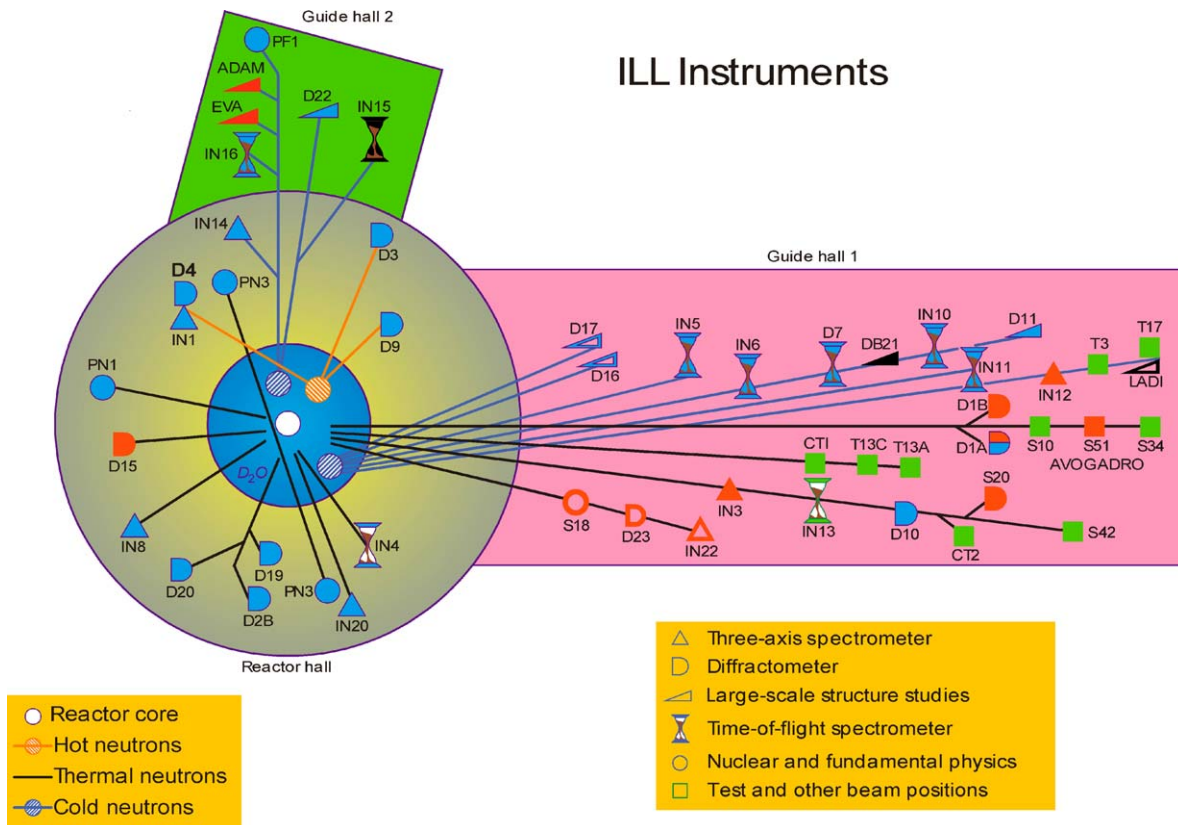 ILL Instruments
Guide hall 2
PF1
ADAM
EVA
D22
IN15
IN16
IN14
D3
D4
PN3
IN1
D9
PN1
D15
D₂O
IN8
IN4
D20
D19
D2B
PN3
IN20
Reactor hall
Guide hall 1
D17
D16
IN5
IN6
D7
DB21
IN10
D11
IN11
IN12
T3
T17
LADI
D1B
D1A
S10
S51
S34
AVOGADRO
CTI
T13C
T13A
S18
D23
IN22
IN3
IN13
D10
S20
CT2
S42
Reactor core
Hot neutrons
Thermal neutrons
Cold neutrons
Three-axis spectrometer
Diffractometer
Large-scale structure studies
Time-of-flight spectrometer
Nuclear and fundamental physics
Test and other beam positions